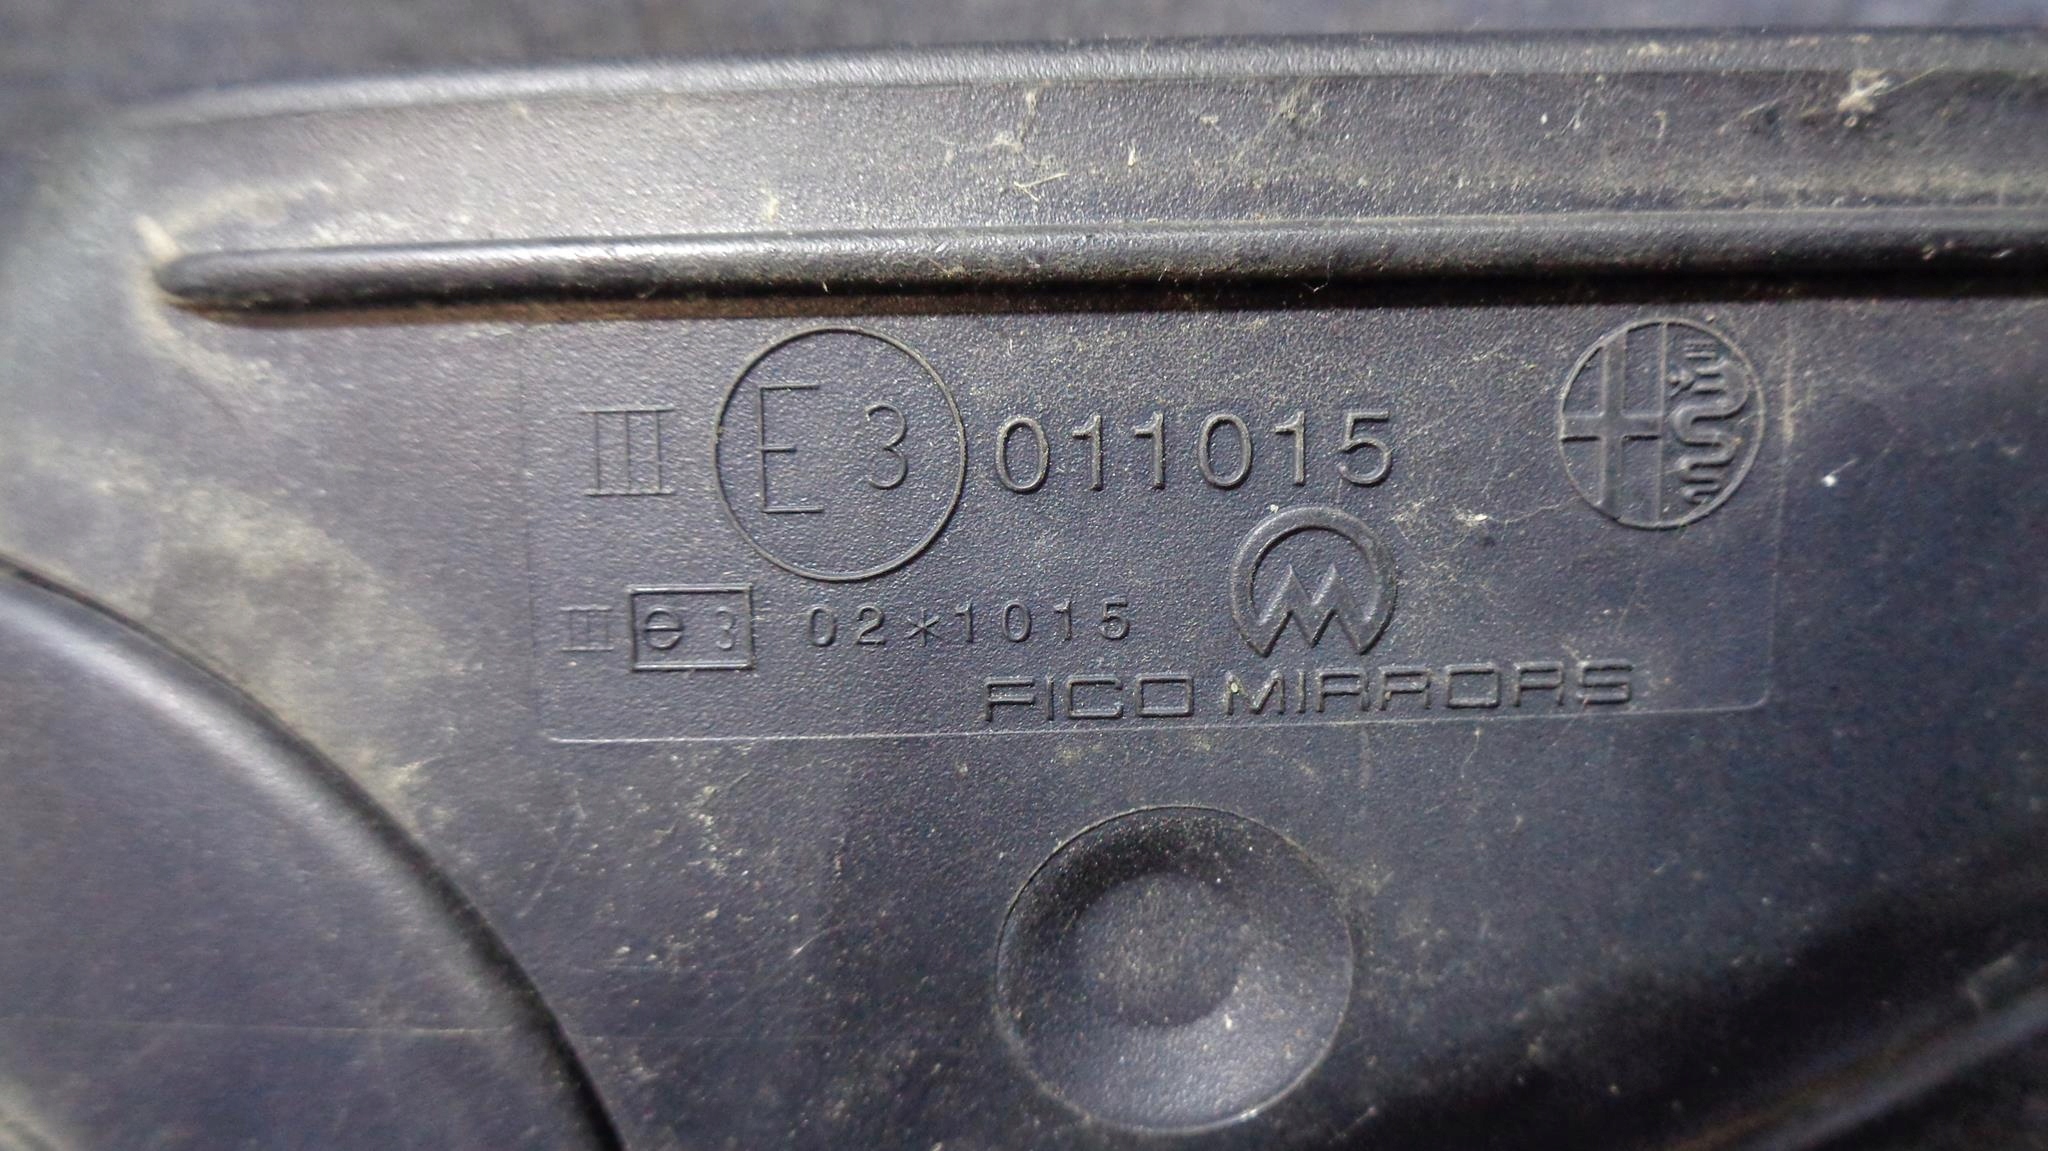 III E 3 011015
III e 3 02*1015
FICO MIRRORS